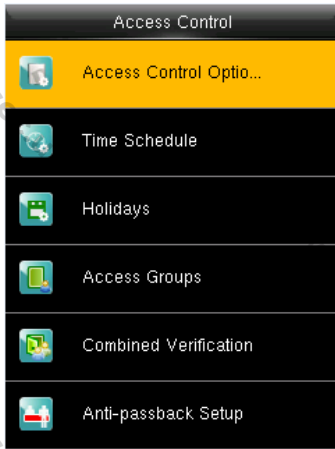 Access Control
Access Control Optio...
Time Schedule
Holidays
Access Groups
Combined Verification
Anti-passback Setup